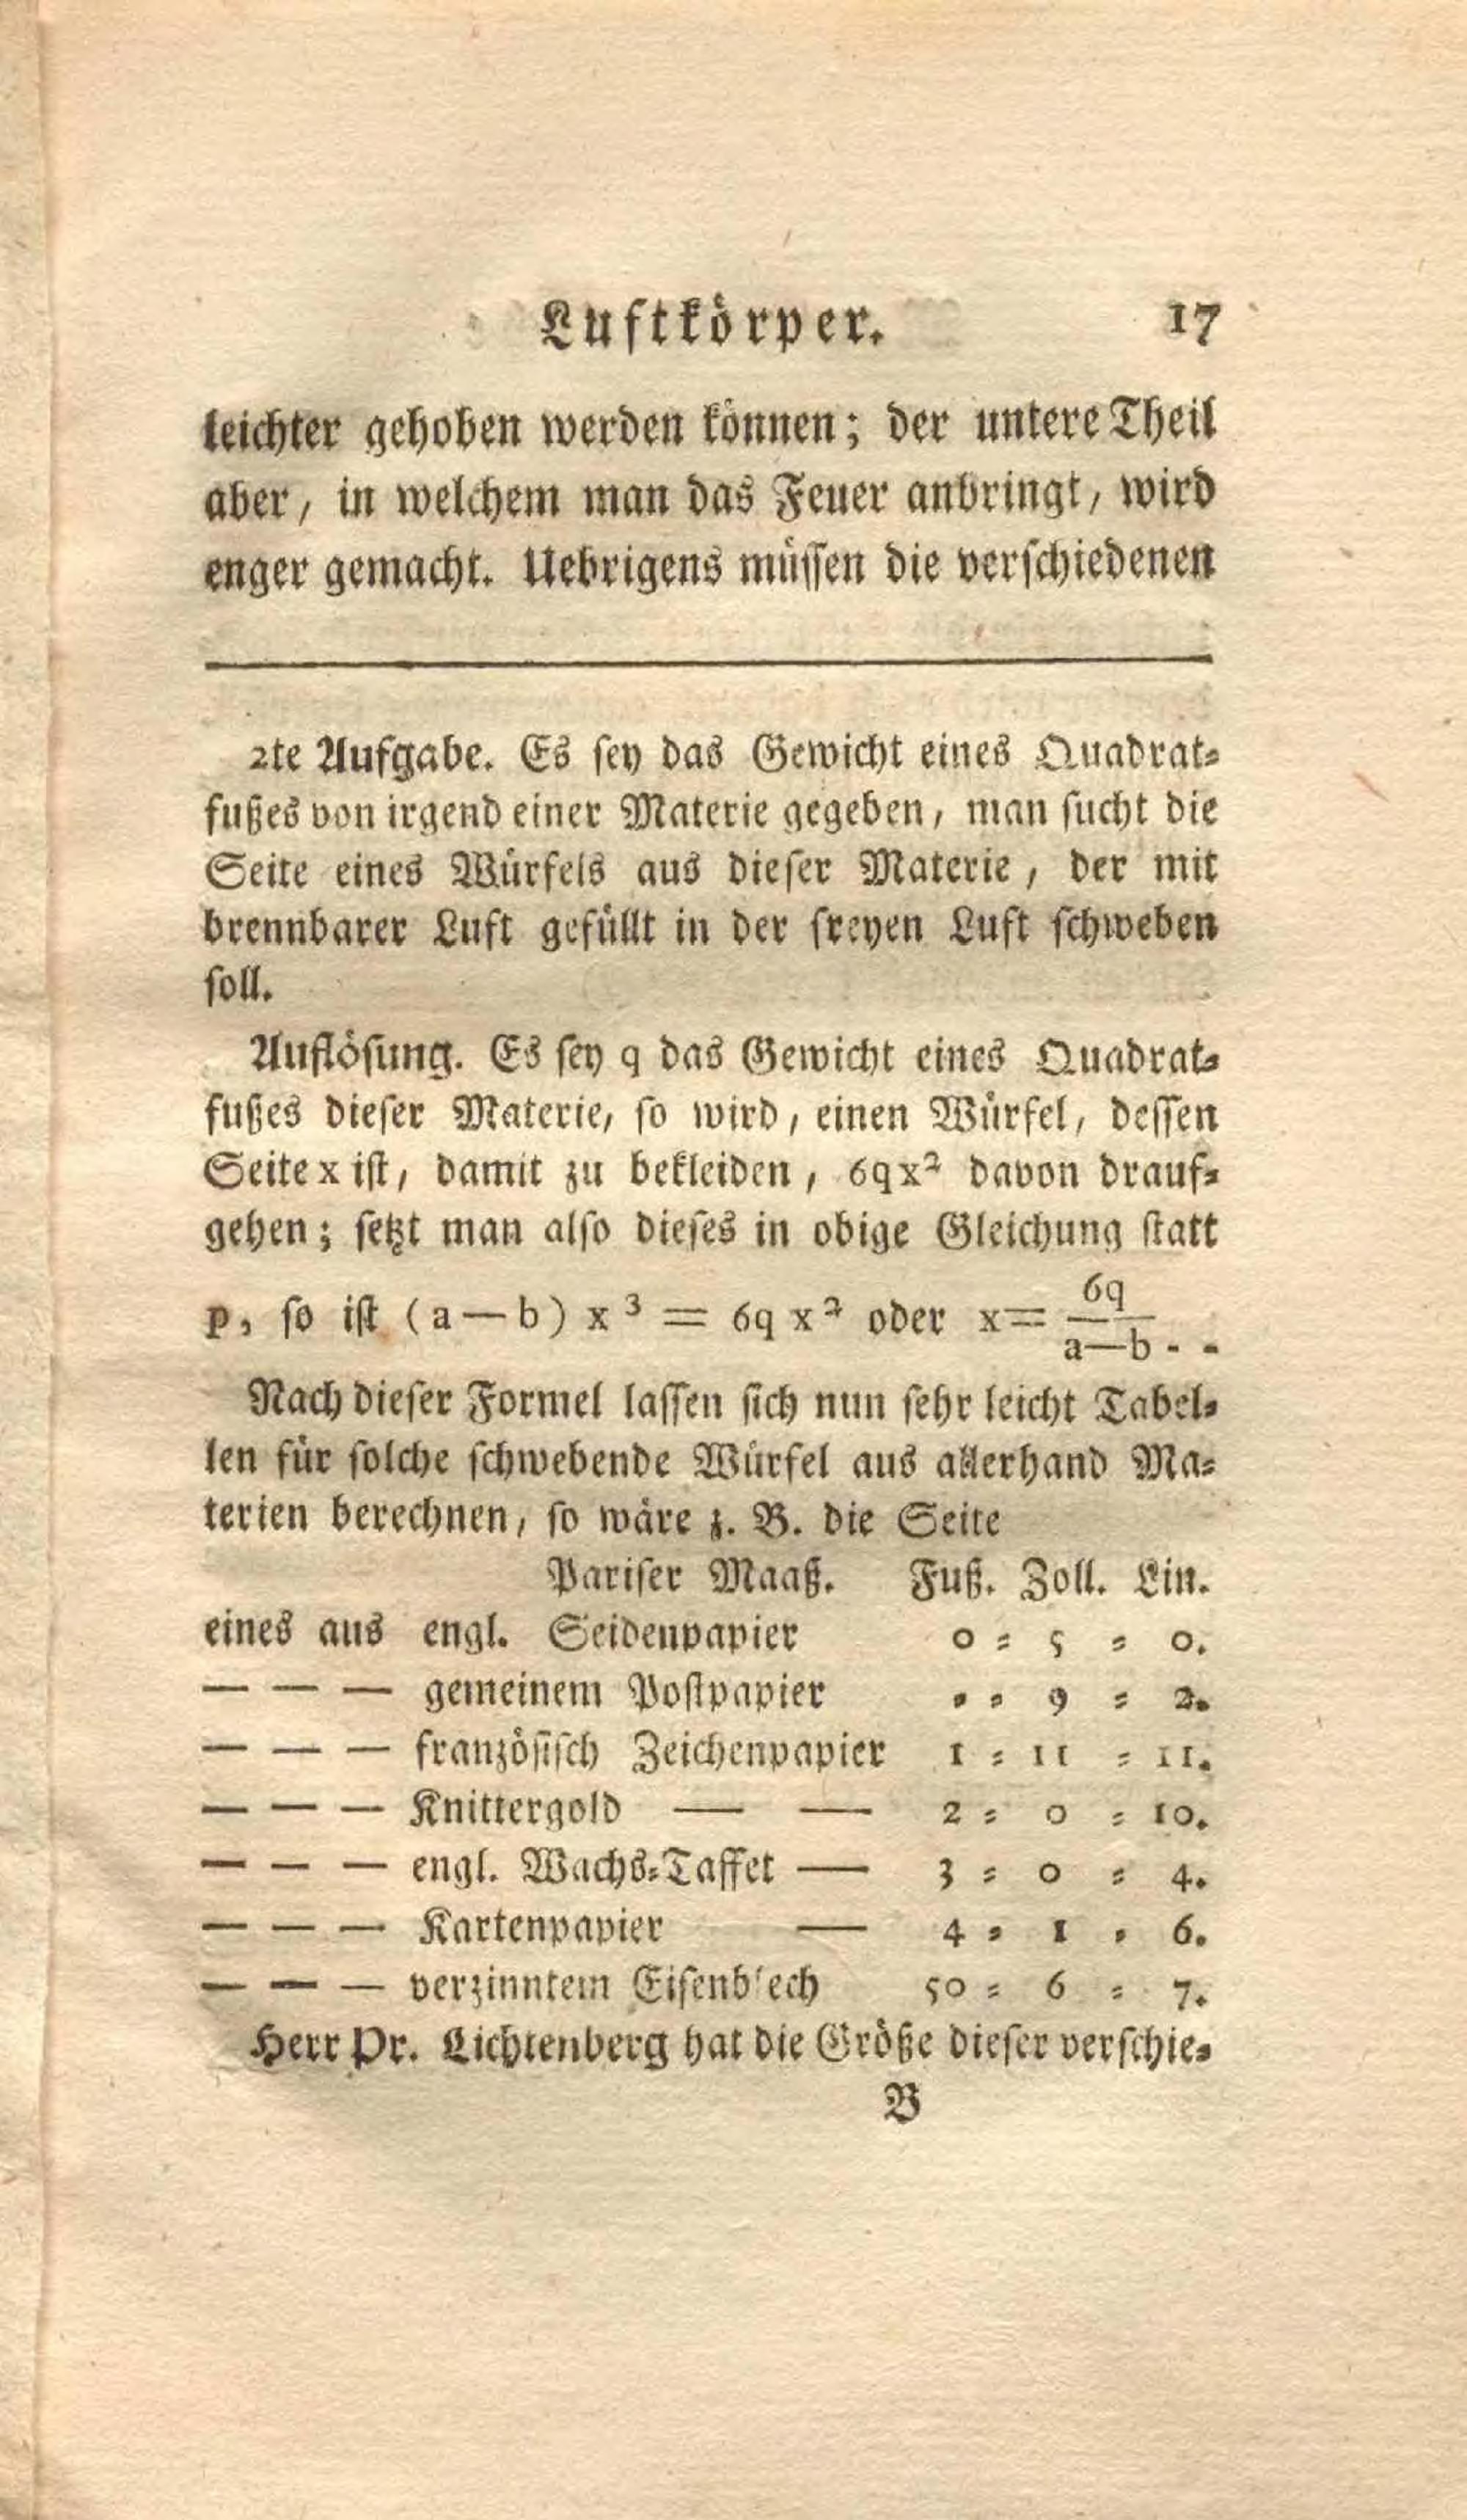 Luftkörper. 17
leichter gehoben werden können; der untere Theil
aber, in welchem man das Feuer anbringt, wird
enger gemacht. Uebrigens müssen die verschiedenen
2te Aufgabe. Es sey das Gewicht eines Quadrat⸗
fußes von irgend einer Materie gegeben, man sucht die
Seite eines Würfels aus dieser Materie, der mit
brennbarer Luft gefüllt in der freyen Luft schweben
soll.
Auflösung. Es sey q das Gewicht eines Quadrat⸗
fußes dieser Materie, so wird, einen Würfel, dessen
Seite x ist, damit zu bekleiden, 6qx² davon drauf⸗
gehen; setzt man also dieses in obige Gleichung statt
p, so ist (a—b) x³ = 6q x² oder x = 6q / a—b - -
Nach dieser Formel lassen sich nun sehr leicht Tabel⸗
len für solche schwebende Würfel aus allerhand Ma⸗
terien berechnen, so wäre z. B. die Seite
Pariser Maaß. Fuß. Zoll. Lin.
eines aus engl. Seidenpapier 0 ⸗ 5 ⸗ 0.
— — — gemeinem Postpapier ⸗ ⸗ 9 ⸗ 2.
— — — französisch Zeichenpapier 1 ⸗ 11 ⸗ 11.
— — — Knittergold — — 2 ⸗ 0 ⸗ 10.
— — — engl. Wachs⸗Taffet — 3 ⸗ 0 ⸗ 4.
— — — Kartenpapier — 4 ⸗ 1 ⸗ 6.
— — — verzinntem Eisenblech 50 ⸗ 6 ⸗ 7.
Herr Pr. Lichtenberg hat die Größe dieser verschie⸗
B